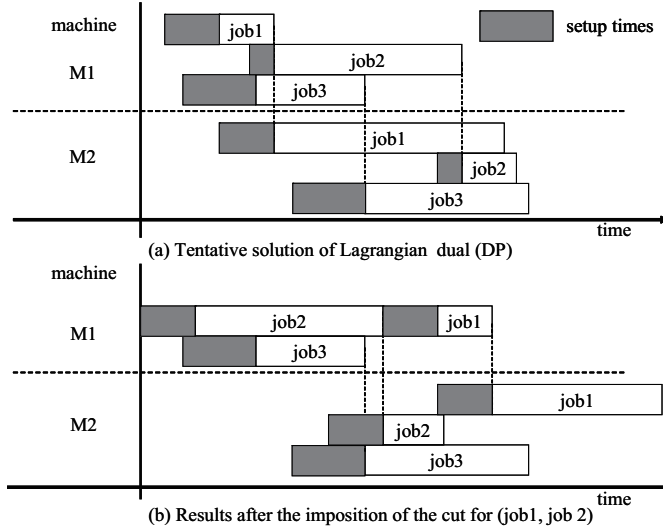 machine
job1
setup times
M1
job2
job3
job1
M2
job2
job3
time
(a) Tentative solution of Lagrangian dual (DP)
machine
job2
job1
M1
job3
job1
M2
job2
job3
time
(b) Results after the imposition of the cut for (job1, job 2)